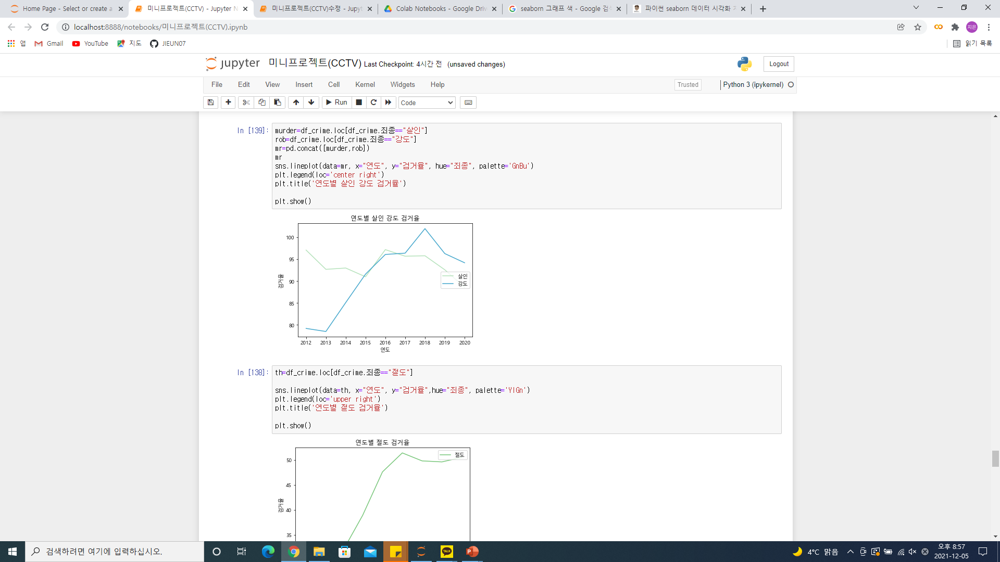 Home Page - Select or create a
미니프로젝트(CCTV) - Jupyter N
미니프로젝트(CCTV)수정 - Jupyt
Colab Notebooks - Google Driv
seaborn 그래프 색 - Google 검색
파이썬 seaborn 데이터 시각화
localhost:8888/notebooks/미니프로젝트(CCTV).ipynb
지은
앱
Gmail
YouTube
지도
JIEUN07
읽기 목록
jupyter
미니프로젝트(CCTV) Last Checkpoint: 4시간 전 (unsaved changes)
Logout
File Edit View Insert Cell Kernel Widgets Help
Trusted
Python 3 (ipykernel)
Run
Code
In [139]:
murder=df_crime.loc[df_crime.죄종=="살인"]
rob=df_crime.loc[df_crime.죄종=="강도"]
mr=pd.concat([murder,rob])
mr
sns.lineplot(data=mr, x="연도", y="검거율", hue="죄종", palette='GnBu')
plt.legend(loc='center right')
plt.title('연도별 살인 강도 검거율')
plt.show()
연도별 살인 강도 검거율
100
95
90
85
80
검거율
살인
강도
2012 2013 2014 2015 2016 2017 2018 2019 2020
연도
In [138]:
th=df_crime.loc[df_crime.죄종=="절도"]
sns.lineplot(data=th, x="연도", y="검거율",hue="죄종", palette='YlGn')
plt.legend(loc='upper right')
plt.title('연도별 절도 검거율')
plt.show()
연도별 절도 검거율
절도
50
45
40
35
검거율
검색하려면 여기에 입력하십시오.
TALK
4°C 맑음
오후 8:57
2021-12-05